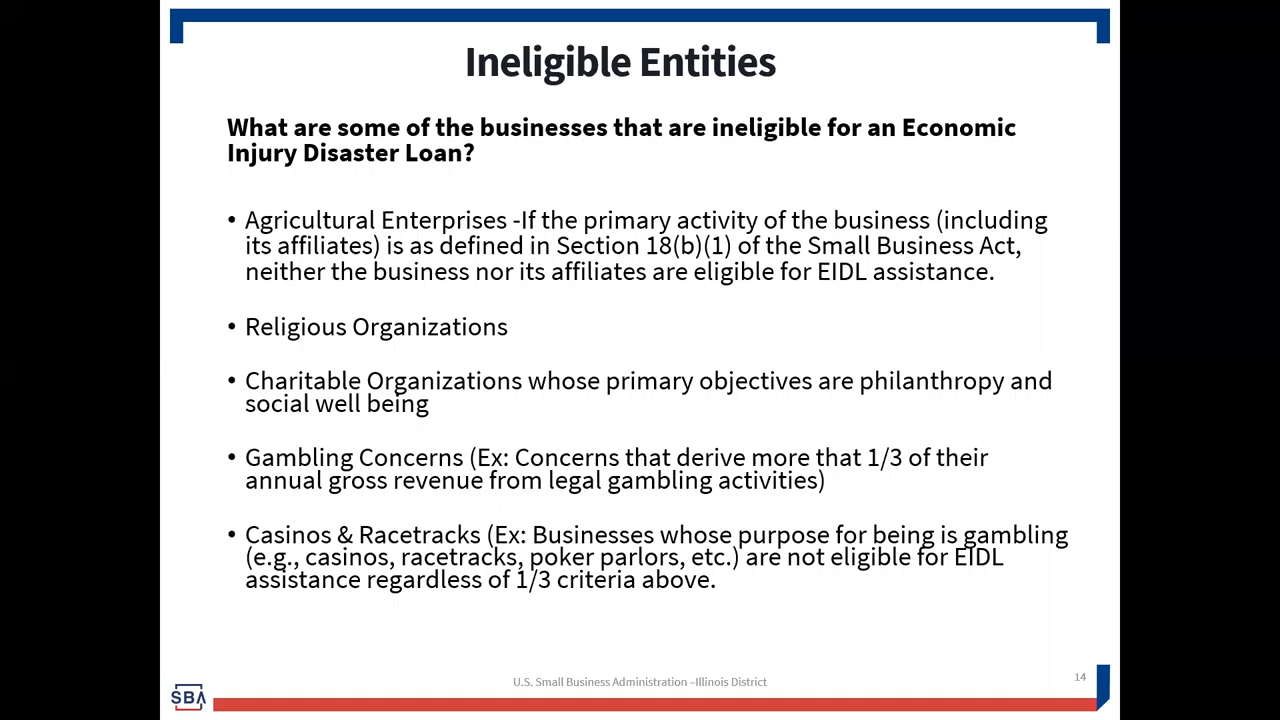 Ineligible Entities
What are some of the businesses that are ineligible for an Economic
Injury Disaster Loan?
• Agricultural Enterprises -If the primary activity of the business (including
its affiliates) is as defined in Section 18(b)(1) of the Small Business Act,
neither the business nor its affiliates are eligible for EIDL assistance.
• Religious Organizations
• Charitable Organizations whose primary objectives are philanthropy and
social well being
• Gambling Concerns (Ex: Concerns that derive more that 1/3 of their
annual gross revenue from legal gambling activities)
• Casinos & Racetracks (Ex: Businesses whose purpose for being is gambling
(e.g., casinos, racetracks, poker parlors, etc.) are not eligible for EIDL
assistance regardless of 1/3 criteria above.
SBA
U.S. Small Business Administration –Illinois District
14